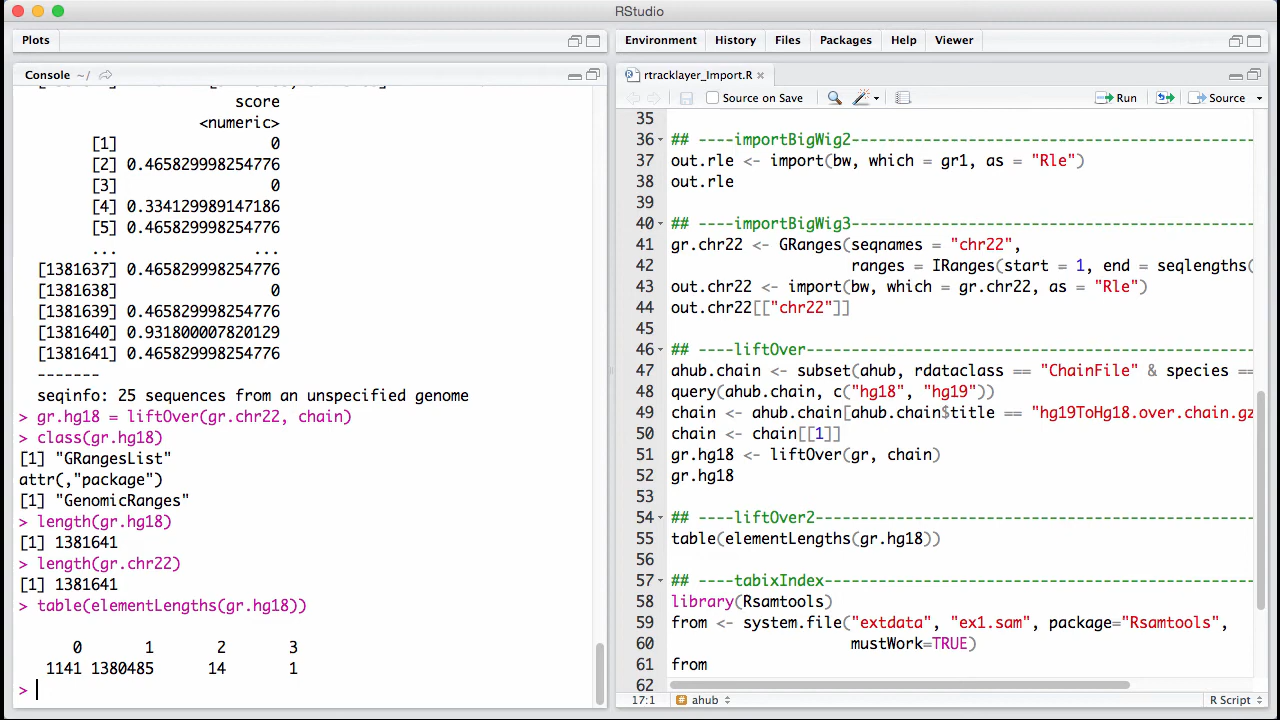 RStudio
Plots
Console ~/
score
<numeric>
[1] 0
[2] 0.465829998254776
[3] 0
[4] 0.334129989147186
[5] 0.465829998254776
... ...
[1381637] 0.465829998254776
[1381638] 0
[1381639] 0.465829998254776
[1381640] 0.931800007820129
[1381641] 0.465829998254776
-------
seqinfo: 25 sequences from an unspecified genome
> gr.hg18 = liftOver(gr.chr22, chain)
> class(gr.hg18)
[1] "GRangesList"
attr(,"package")
[1] "GenomicRanges"
> length(gr.hg18)
[1] 1381641
> length(gr.chr22)
[1] 1381641
> table(elementLengths(gr.hg18))
0 1 2 3
1141 1380485 14 1
>
Environment History Files Packages Help Viewer
rtracklayer_Import.R
Source on Save Run Source
35
36 ## ----importBigWig2--------------------------------------------
37 out.rle <- import(bw, which = gr1, as = "Rle")
38 out.rle
39
40 ## ----importBigWig3--------------------------------------------
41 gr.chr22 <- GRanges(seqnames = "chr22",
42 ranges = IRanges(start = 1, end = seqlengths(
43 out.chr22 <- import(bw, which = gr.chr22, as = "Rle")
44 out.chr22[["chr22"]]
45
46 ## ----liftOver-------------------------------------------------
47 ahub.chain <- subset(ahub, rdataclass == "ChainFile" & species ==
48 query(ahub.chain, c("hg18", "hg19"))
49 chain <- ahub.chain[ahub.chain$title == "hg19ToHg18.over.chain.gz
50 chain <- chain[[1]]
51 gr.hg18 <- liftOver(gr, chain)
52 gr.hg18
53
54 ## ----liftOver2------------------------------------------------
55 table(elementLengths(gr.hg18))
56
57 ## ----tabixIndex-----------------------------------------------
58 library(Rsamtools)
59 from <- system.file("extdata", "ex1.sam", package="Rsamtools",
60 mustWork=TRUE)
61 from
62
17:1 ahub R Script